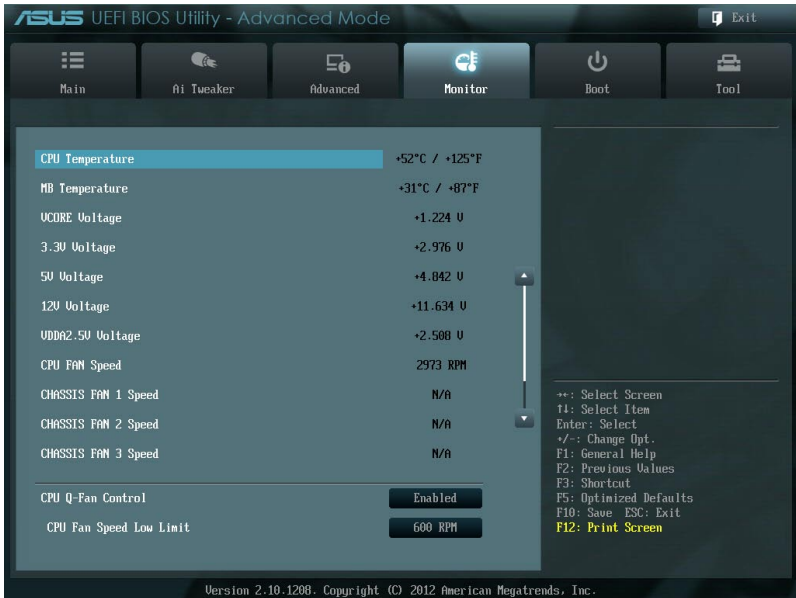 ASUS UEFI BIOS Utility - Advanced Mode
Exit
Main
Ai Tweaker
Advanced
Monitor
Boot
Tool
CPU Temperature +52°C / +125°F
MB Temperature +31°C / +87°F
VCORE Voltage +1.224 V
3.3V Voltage +2.976 V
5V Voltage +4.842 V
12V Voltage +11.634 V
VDDA2.5V Voltage +2.508 V
CPU FAN Speed 2973 RPM
CHASSIS FAN 1 Speed N/A
CHASSIS FAN 2 Speed N/A
CHASSIS FAN 3 Speed N/A
CPU Q-Fan Control Enabled
CPU Fan Speed Low Limit 600 RPM
→←: Select Screen
↑↓: Select Item
Enter: Select
+/-: Change Opt.
F1: General Help
F2: Previous Values
F3: Shortcut
F5: Optimized Defaults
F10: Save ESC: Exit
F12: Print Screen
Version 2.10.1208. Copyright (C) 2012 American Megatrends, Inc.